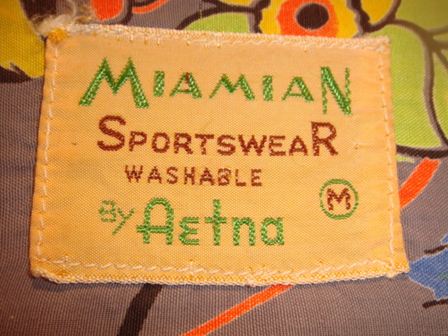 MIAMIAN
SPORTSWEAR
WASHABLE
By Aetna
M